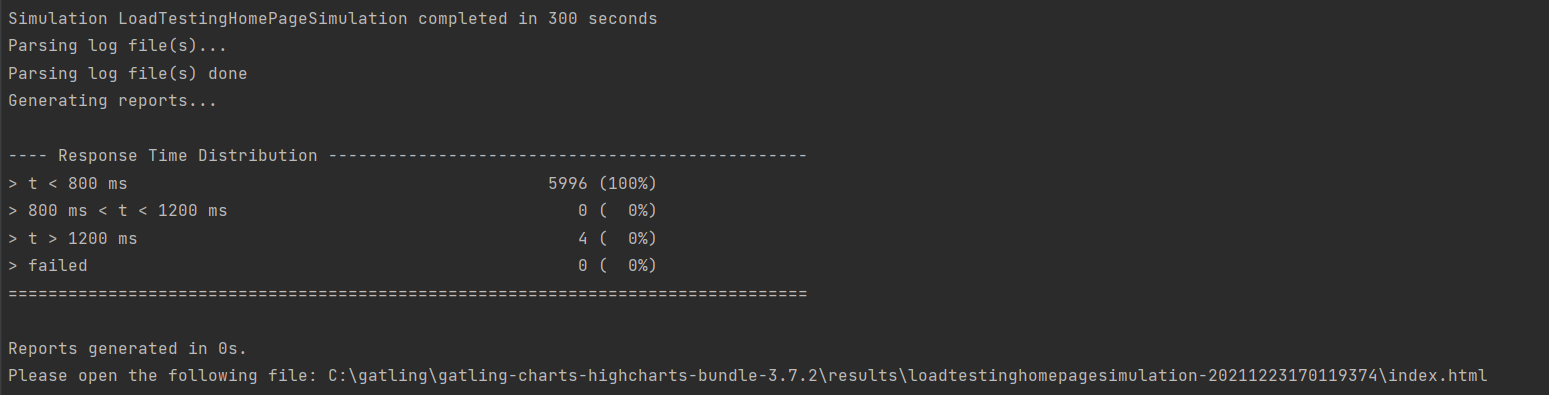 Simulation LoadTestingHomePageSimulation completed in 300 seconds
Parsing log file(s)...
Parsing log file(s) done
Generating reports...
---- Response Time Distribution ------------------------------------------------
> t < 800 ms                                          5996 (100%)
> 800 ms < t < 1200 ms                                   0 (  0%)
> t > 1200 ms                                            4 (  0%)
> failed                                                 0 (  0%)
================================================================================
Reports generated in 0s.
Please open the following file: C:\gatling\gatling-charts-highcharts-bundle-3.7.2\results\loadtestinghomepagesimulation-20211223170119374\index.html